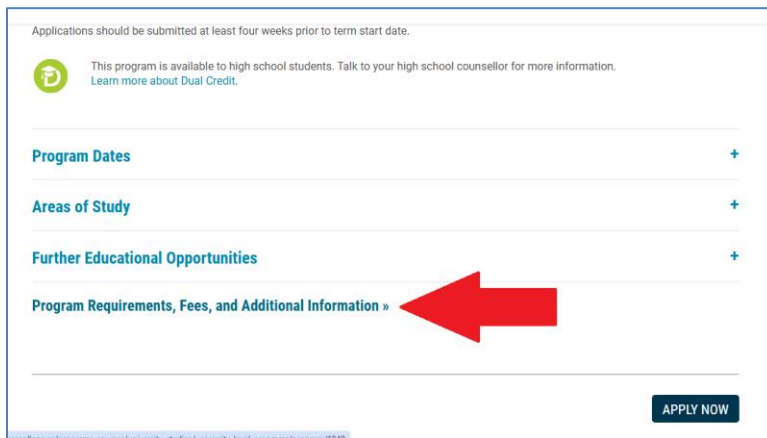 Applications should be submitted at least four weeks prior to term start date.
This program is available to high school students. Talk to your high school counsellor for more information.
Learn more about Dual Credit.
Program Dates +
Areas of Study +
Further Educational Opportunities +
Program Requirements, Fees, and Additional Information »
APPLY NOW